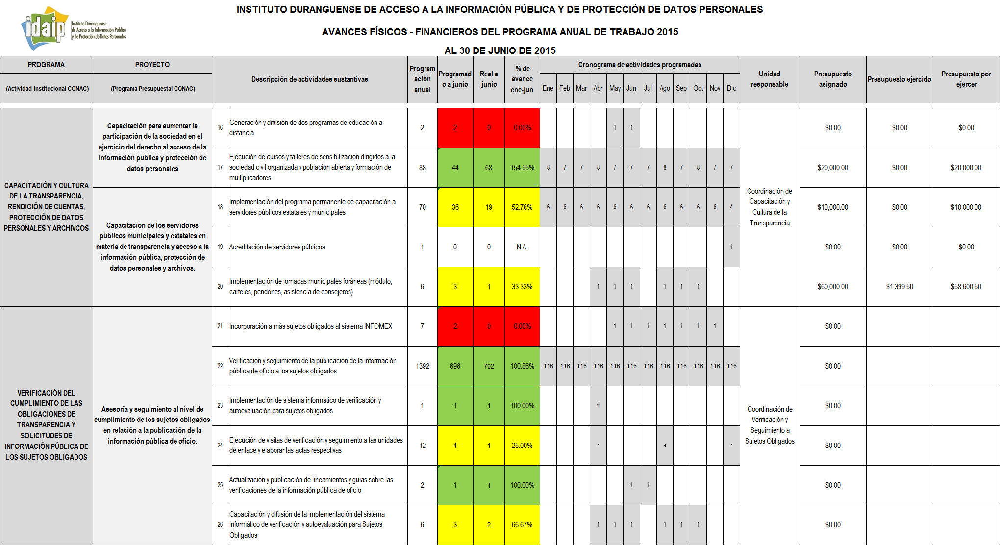 INSTITUTO DURANGUENSE DE ACCESO A LA INFORMACIÓN PÚBLICA Y DE PROTECCIÓN DE DATOS PERSONALES
idaip
Instituto Duranguense
de Acceso a la Información Pública
y de Protección de Datos Personales
AVANCES FÍSICOS - FINANCIEROS DEL PROGRAMA ANUAL DE TRABAJO 2015
AL 30 DE JUNIO DE 2015
PROGRAMA
(Actividad Institucional CONAC)
PROYECTO
(Programa Presupuestal CONAC)
Descripción de actividades sustantivas
Program
ación
anual
Programad
o a junio
Real a
junio
% de
avance
ene-jun
Cronograma de actividades programadas
Ene Feb Mar Abr May Jun Jul Ago Sep Oct Nov Dic
Unidad
responsable
Presupuesto
asignado
Presupuesto ejercido
Presupuesto por
ejercer
CAPACITACIÓN Y CULTURA
DE LA TRANSPARENCIA,
RENDICIÓN DE CUENTAS,
PROTECCIÓN DE DATOS
PERSONALES Y ARCHIVCOS
Capacitación para aumentar la
participación de la sociedad en el
ejercicio del derecho al acceso de la
información publica y protección de
datos personales
16
Generación y difusión de dos programas de educación a
distancia
2 2 0 0.00% 1 1 $0.00 $0.00 $0.00
17
Ejecución de cursos y talleres de sensibilización dirigidos a la
sociedad civil organizada y población abierta y formación de
multiplicadores
88 44 68 154.55% 8 7 7 8 7 7 7 8 7 8 7 7 $20,000.00 $0.00 $20,000.00
Capacitación de los servidores
públicos municipales y estatales en
materia de transparencia y acceso a la
información pública, protección de
datos personales y archivos.
18
Implementación del programa permanente de capacitación a
servidores públicos estatales y municipales
70 36 19 52.78% 6 6 6 6 6 6 6 6 6 6 6 4 $10,000.00 $0.00 $10,000.00
Coordinación de
Capacitación y
Cultura de la
Transparencia
19 Acreditación de servidores públicos 1 0 0 N.A. 1 $0.00 $0.00 $0.00
20
Implementación de jornadas municipales foráneas (módulo,
carteles, pendones, asistencia de consejeros)
6 3 1 33.33% 1 1 1 1 1 1 $60,000.00 $1,399.50 $58,600.50
VERIFICACIÓN DEL
CUMPLIMIENTO DE LAS
OBLIGACIONES DE
TRANSPARENCIA Y
SOLICITUDES DE
INFORMACIÓN PÚBLICA DE
LOS SUJETOS OBLIGADOS
Asesoría y seguimiento al nivel de
cumplimiento de los sujetos obligados
en relación a la publicación de la
información pública de oficio.
21 Incorporación a más sujetos obligados al sistema INFOMEX 7 2 0 0.00% 1 1 1 1 1 1 1 $0.00
22
Verificación y seguimiento de la publicación de la información
pública de oficio a los sujetos obligados
1392 696 702 100.86% 116 116 116 116 116 116 116 116 116 116 116 116 $0.00
23
Implementación de sistema informático de verificación y
autoevaluación para sujetos obligados
1 1 1 100.00% 1 $0.00
Coordinación de
Verificación y
Seguimiento a
Sujetos Obligados
24
Ejecución de visitas de verificación y seguimiento a las unidades
de enlace y elaborar las actas respectivas
12 4 1 25.00% 4 4 4 $0.00
25
Actualización y publicación de lineamientos y guías sobre las
verificaciones de la información pública de oficio
2 1 1 100.00% 1 1 $0.00
26
Capacitación y difusión de la implementación del sistema
informático de verificación y autoevaluación para Sujetos
Obligados
6 3 2 66.67% 1 1 1 1 1 1 $0.00